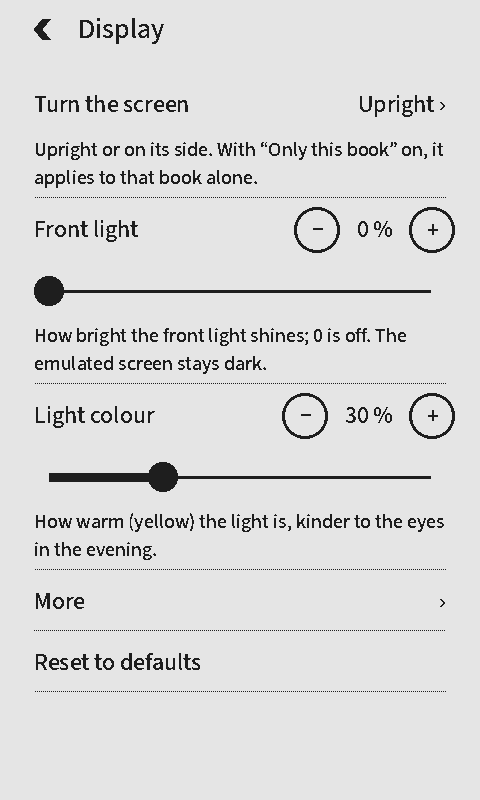 Display
Turn the screen Upright ›
Upright or on its side. With “Only this book” on, it
applies to that book alone.
Front light − 0 % +
How bright the front light shines; 0 is off. The
emulated screen stays dark.
Light colour − 30 % +
How warm (yellow) the light is, kinder to the eyes
in the evening.
More ›
Reset to defaults